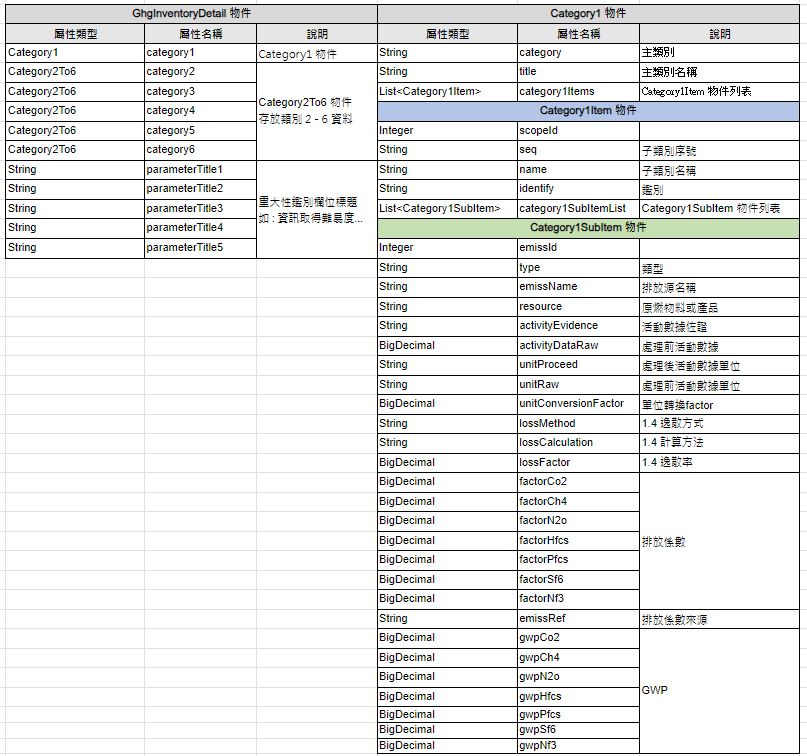 GhgInventoryDetail 物件
屬性類型 屬性名稱 說明
Category1 category1 Category1 物件
Category2To6 category2
Category2To6 category3
Category2To6 category4
Category2To6 category5
Category2To6 category6
Category2To6 物件
存放類別 2 - 6 資料
String parameterTitle1
String parameterTitle2
String parameterTitle3
String parameterTitle4
String parameterTitle5
重大性鑑別欄位標題
如 : 資訊取得難易度...
Category1 物件
屬性類型 屬性名稱 說明
String category 主類別
String title 主類別名稱
List<Category1Item> category1Items Category1Item 物件列表
Category1Item 物件
Integer scopeId
String seq 子類別序號
String name 子類別名稱
String identify 鑑別
List<Category1SubItem> category1SubItemList Category1SubItem 物件列表
Category1SubItem 物件
Integer emissId
String type 類型
String emissName 排放源名稱
String resource 原燃物料或產品
String activityEvidence 活動數據佐證
BigDecimal activityDataRaw 處理前活動數據
String unitProceed 處理後活動數據單位
String unitRaw 處理前活動數據單位
BigDecimal unitConversionFactor 單位轉換factor
String lossMethod 1.4 逸散方式
String lossCalculation 1.4 計算方法
BigDecimal lossFactor 1.4 逸散率
BigDecimal factorCo2
BigDecimal factorCh4
BigDecimal factorN2o
BigDecimal factorHfcs
BigDecimal factorPfcs
BigDecimal factorSf6
BigDecimal factorNf3
排放係數
String emissRef 排放係數來源
BigDecimal gwpCo2
BigDecimal gwpCh4
BigDecimal gwpN2o
BigDecimal gwpHfcs
BigDecimal gwpPfcs
BigDecimal gwpSf6
BigDecimal gwpNf3
GWP